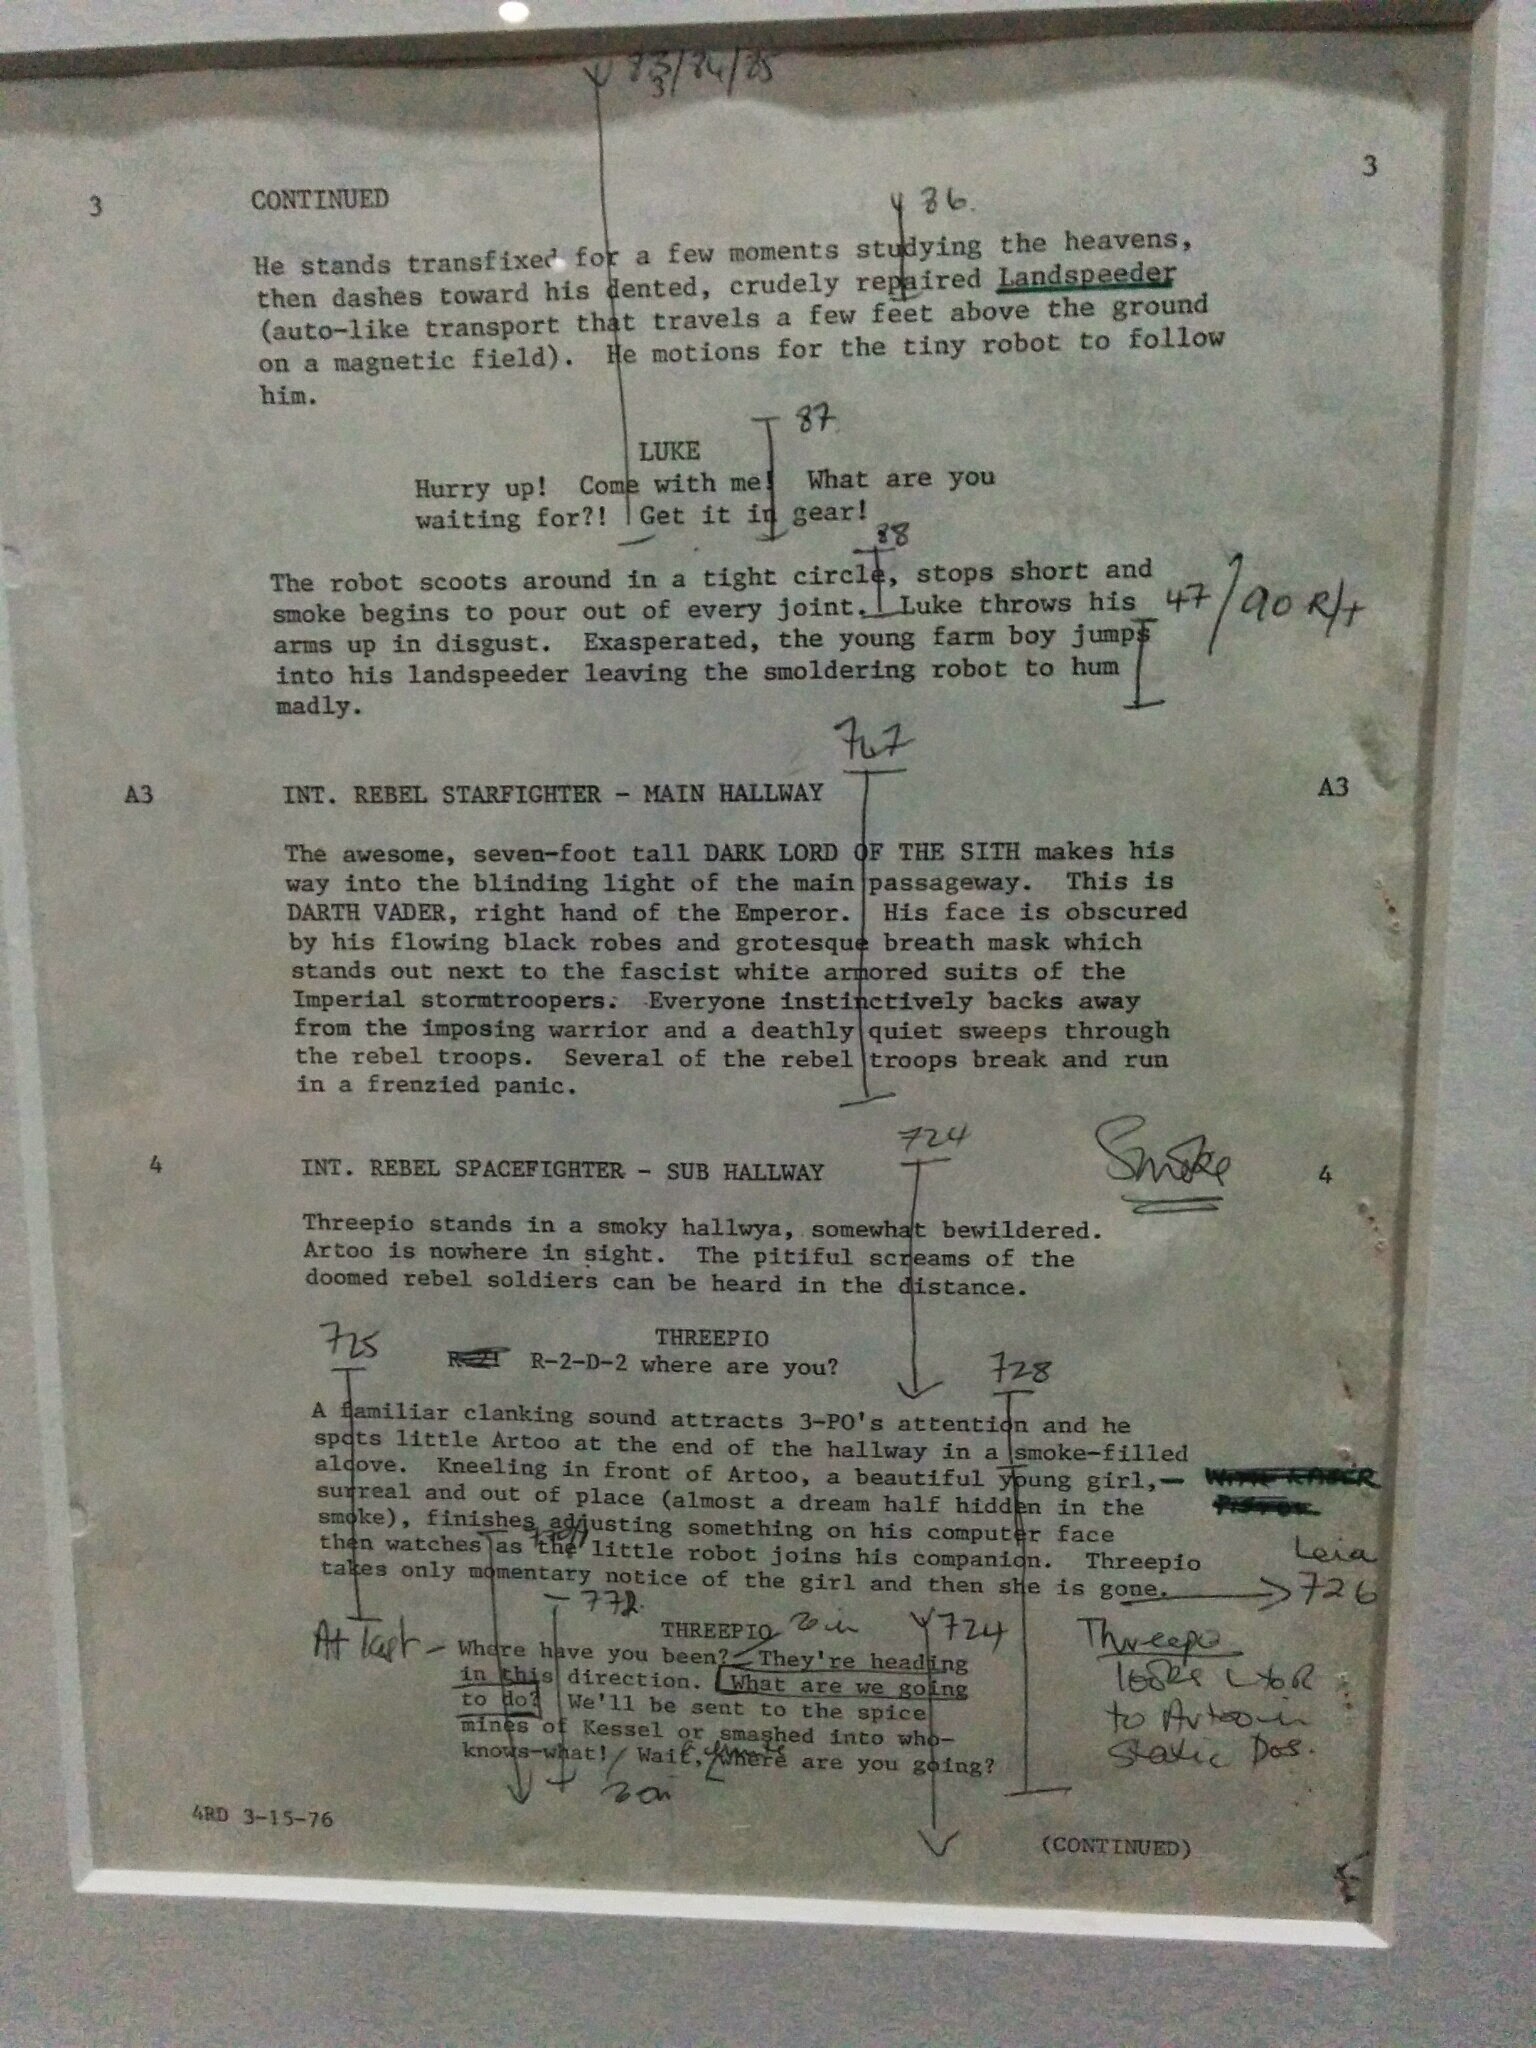 3
3 CONTINUED
86.
He stands transfixed for a few moments studying the heavens,
then dashes toward his dented, crudely repaired Landspeeder
(auto-like transport that travels a few feet above the ground
on a magnetic field). He motions for the tiny robot to follow
him.
87
LUKE
Hurry up! Come with me! What are you
waiting for?! Get it in gear!
88
The robot scoots around in a tight circle, stops short and
smoke begins to pour out of every joint. Luke throws his 47/90 R/+
arms up in disgust. Exasperated, the young farm boy jumps
into his landspeeder leaving the smoldering robot to hum
madly.
767
A3 INT. REBEL STARFIGHTER - MAIN HALLWAY A3
The awesome, seven-foot tall DARK LORD OF THE SITH makes his
way into the blinding light of the main passageway. This is
DARTH VADER, right hand of the Emperor. His face is obscured
by his flowing black robes and grotesque breath mask which
stands out next to the fascist white armored suits of the
Imperial stormtroopers. Everyone instinctively backs away
from the imposing warrior and a deathly quiet sweeps through
the rebel troops. Several of the rebel troops break and run
in a frenzied panic.
724
Smoke
4 INT. REBEL SPACEFIGHTER - SUB HALLWAY 4
Threepio stands in a smoky hallwya, somewhat bewildered.
Artoo is nowhere in sight. The pitiful screams of the
doomed rebel soldiers can be heard in the distance.
725 THREEPIO
R-2-D-2 where are you? 728
A familiar clanking sound attracts 3-PO's attention and he
spots little Artoo at the end of the hallway in a smoke-filled
alcove. Kneeling in front of Artoo, a beautiful young girl,
surreal and out of place (almost a dream half hidden in the
smoke), finishes adjusting something on his computer face
then watches as the little robot joins his companion. Threepio Leia
takes only momentary notice of the girl and then she is gone. 726
772
THREEPIO 724 Threepio
At last - Where have you been? They're heading
in this direction. What are we going looks L to R
to do? We'll be sent to the spice to Artoo in
mines of Kessel or smashed into who-
knows-what! Wait, where are you going? Static Pos.
4RD 3-15-76
(CONTINUED)